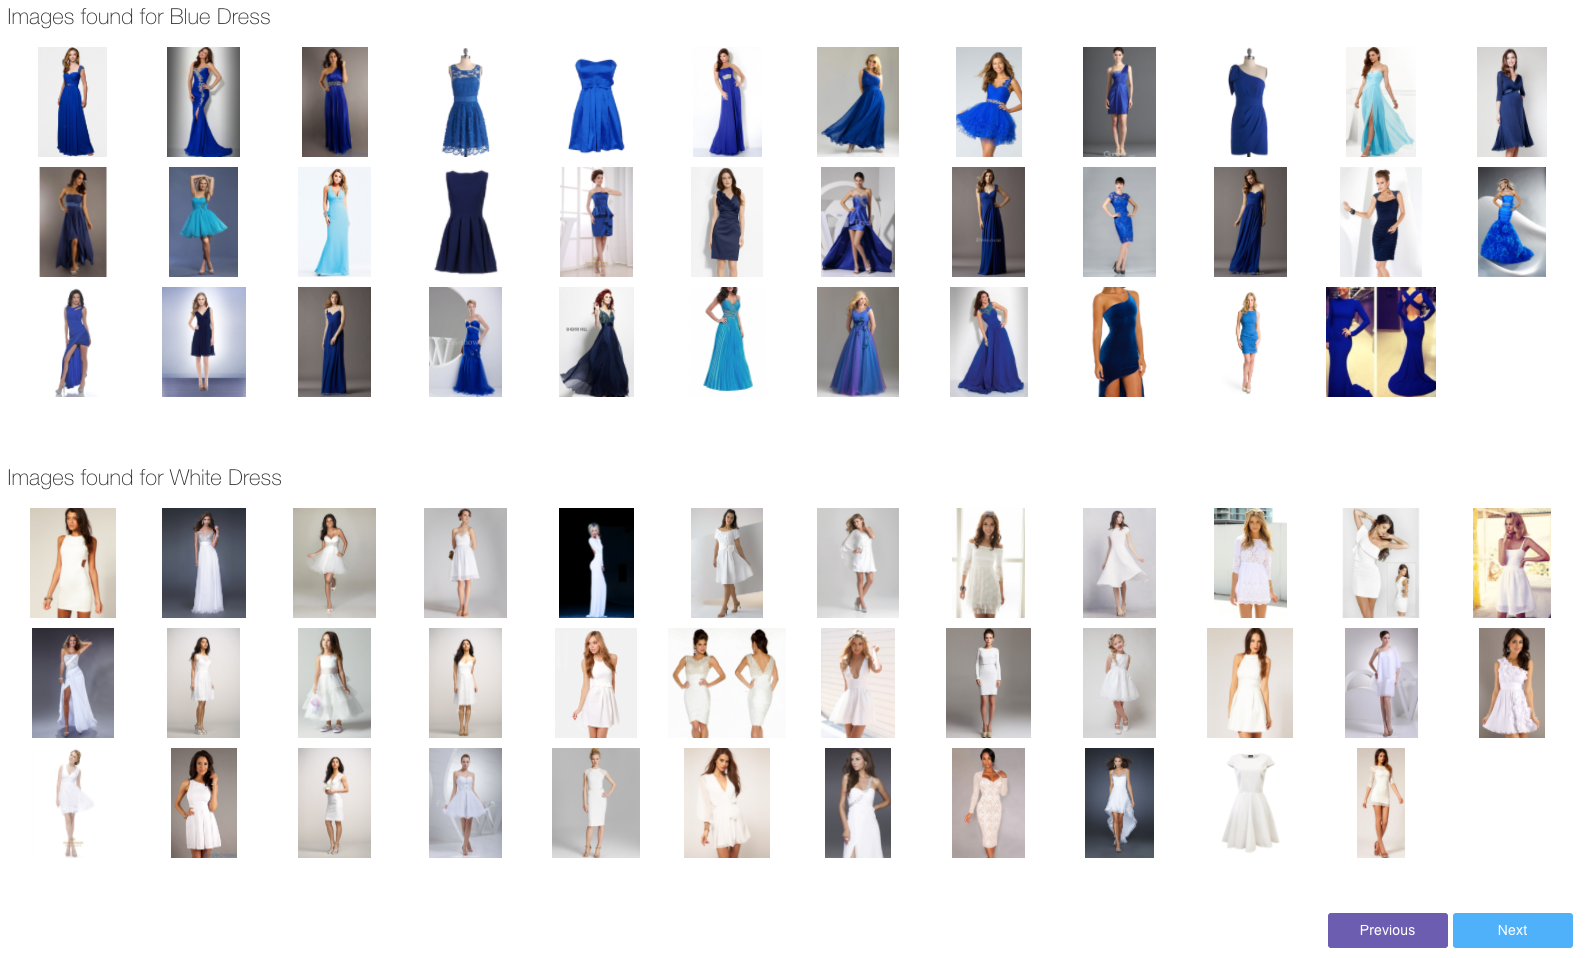 Images found for Blue Dress
Images found for White Dress
Previous
Next